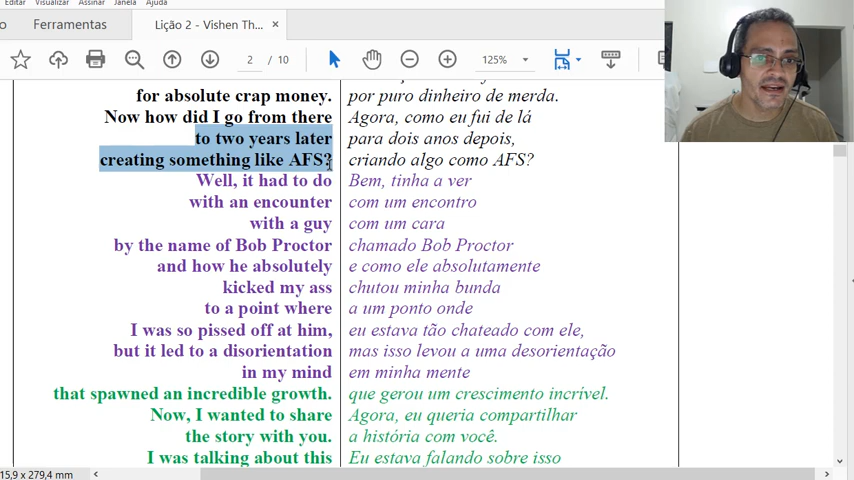 Editar Visualizar Assinar Janela Ajuda
Ferramentas
Lição 2 - Vishen Th... ×
2 / 10
125%
for absolute crap money. por puro dinheiro de merda.
Now how did I go from there Agora, como eu fui de lá
to two years later para dois anos depois,
creating something like AFS? criando algo como AFS?
Well, it had to do Bem, tinha a ver
with an encounter com um encontro
with a guy com um cara
by the name of Bob Proctor chamado Bob Proctor
and how he absolutely e como ele absolutamente
kicked my ass chutou minha bunda
to a point where a um ponto onde
I was so pissed off at him, eu estava tão chateado com ele,
but it led to a disorientation mas isso levou a uma desorientação
in my mind em minha mente
that spawned an incredible growth. que gerou um crescimento incrível.
Now, I wanted to share Agora, eu queria compartilhar
the story with you. a história com você.
I was talking about this Eu estava falando sobre isso
15,9 x 279,4 mm